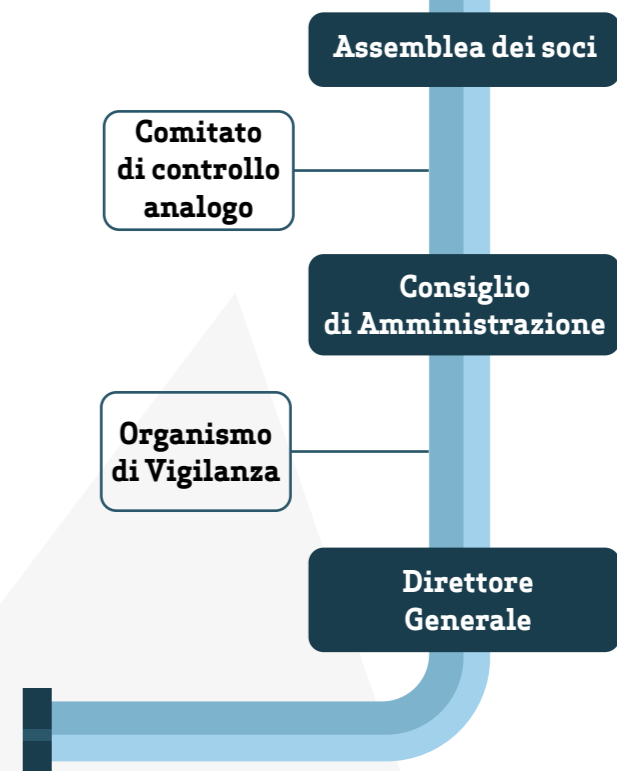 Assemblea dei soci
Comitato
di controllo
analogo
Consiglio
di Amministrazione
Organismo
di Vigilanza
Direttore
Generale